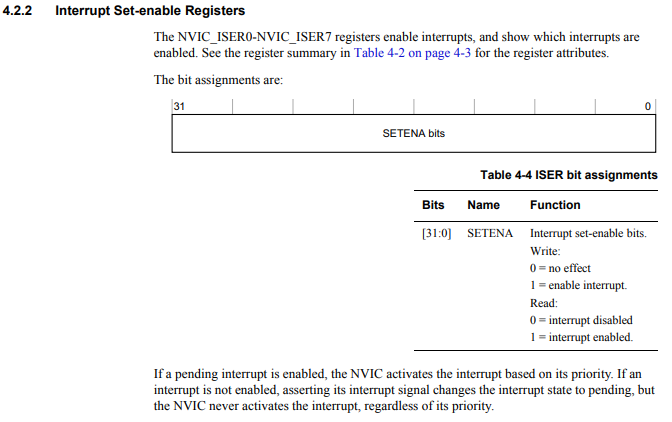 4.2.2 Interrupt Set-enable Registers
The NVIC_ISER0-NVIC_ISER7 registers enable interrupts, and show which interrupts are
enabled. See the register summary in Table 4-2 on page 4-3 for the register attributes.
The bit assignments are:
31 0
SETENA bits
Table 4-4 ISER bit assignments
Bits Name Function
[31:0] SETENA Interrupt set-enable bits.
Write:
0 = no effect
1 = enable interrupt.
Read:
0 = interrupt disabled
1 = interrupt enabled.
If a pending interrupt is enabled, the NVIC activates the interrupt based on its priority. If an
interrupt is not enabled, asserting its interrupt signal changes the interrupt state to pending, but
the NVIC never activates the interrupt, regardless of its priority.